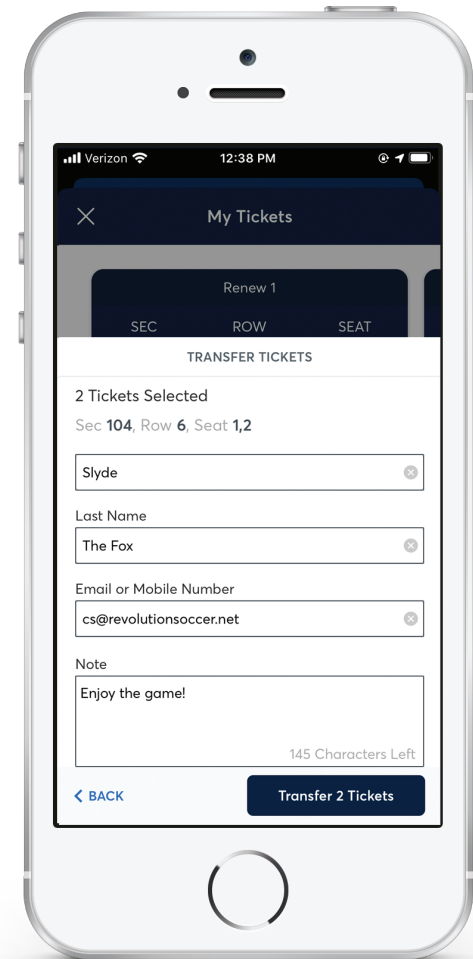 Verizon 12:38 PM
My Tickets
Renew 1
SEC ROW SEAT
TRANSFER TICKETS
2 Tickets Selected
Sec 104, Row 6, Seat 1,2
Slyde
Last Name
The Fox
Email or Mobile Number
cs@revolutionsoccer.net
Note
Enjoy the game!
145 Characters Left
BACK Transfer 2 Tickets